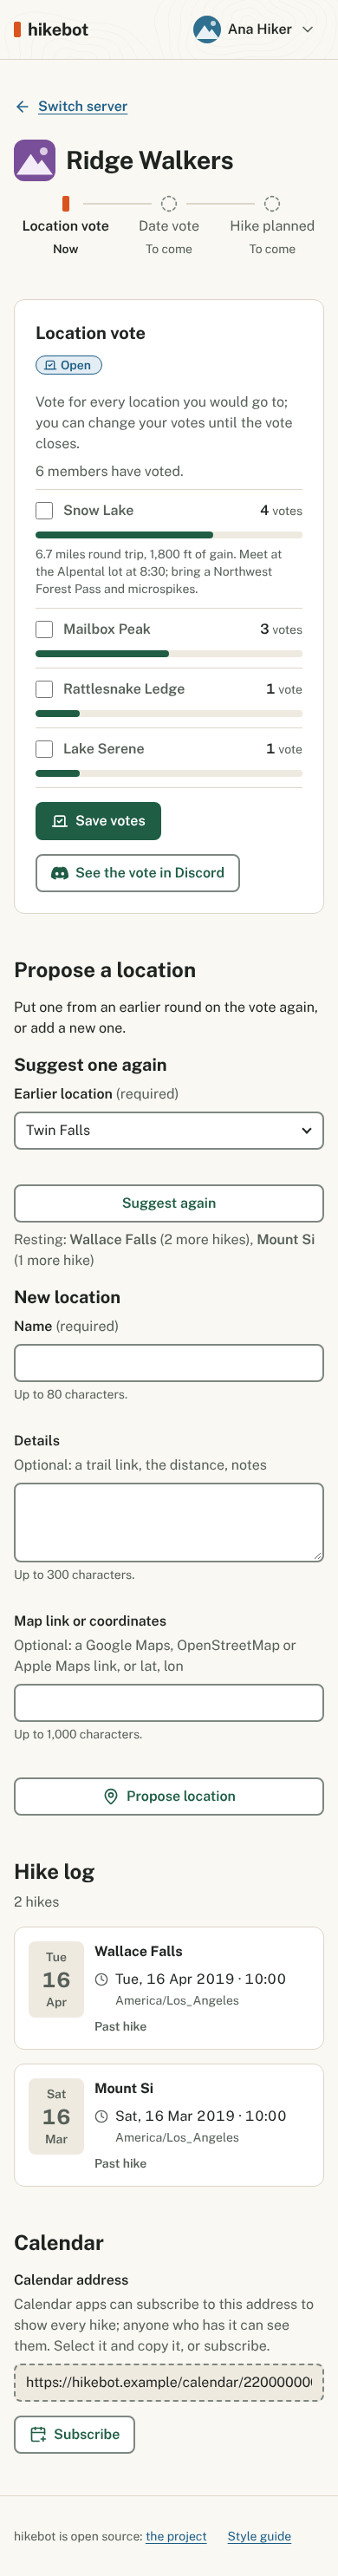 hikebot
Ana Hiker
Switch server
Ridge Walkers
Location vote
Date vote
Hike planned
Now
To come
To come
Location vote
Open
Vote for every location you would go to;
you can change your votes until the vote
closes.
6 members have voted.
Snow Lake
4 votes
6.7 miles round trip, 1,800 ft of gain. Meet at
the Alpental lot at 8:30; bring a Northwest
Forest Pass and microspikes.
Mailbox Peak
3 votes
Rattlesnake Ledge
1 vote
Lake Serene
1 vote
Save votes
See the vote in Discord
Propose a location
Put one from an earlier round on the vote again,
or add a new one.
Suggest one again
Earlier location (required)
Twin Falls
Suggest again
Resting: Wallace Falls (2 more hikes), Mount Si
(1 more hike)
New location
Name (required)
Up to 80 characters.
Details
Optional: a trail link, the distance, notes
Up to 300 characters.
Map link or coordinates
Optional: a Google Maps, OpenStreetMap or
Apple Maps link, or lat, lon
Up to 1,000 characters.
Propose location
Hike log
2 hikes
Tue
16
Apr
Wallace Falls
Tue, 16 Apr 2019 · 10:00
America/Los_Angeles
Past hike
Sat
16
Mar
Mount Si
Sat, 16 Mar 2019 · 10:00
America/Los_Angeles
Past hike
Calendar
Calendar address
Calendar apps can subscribe to this address to
show every hike; anyone who has it can see
them. Select it and copy it, or subscribe.
https://hikebot.example/calendar/22000000
Subscribe
hikebot is open source: the project
Style guide